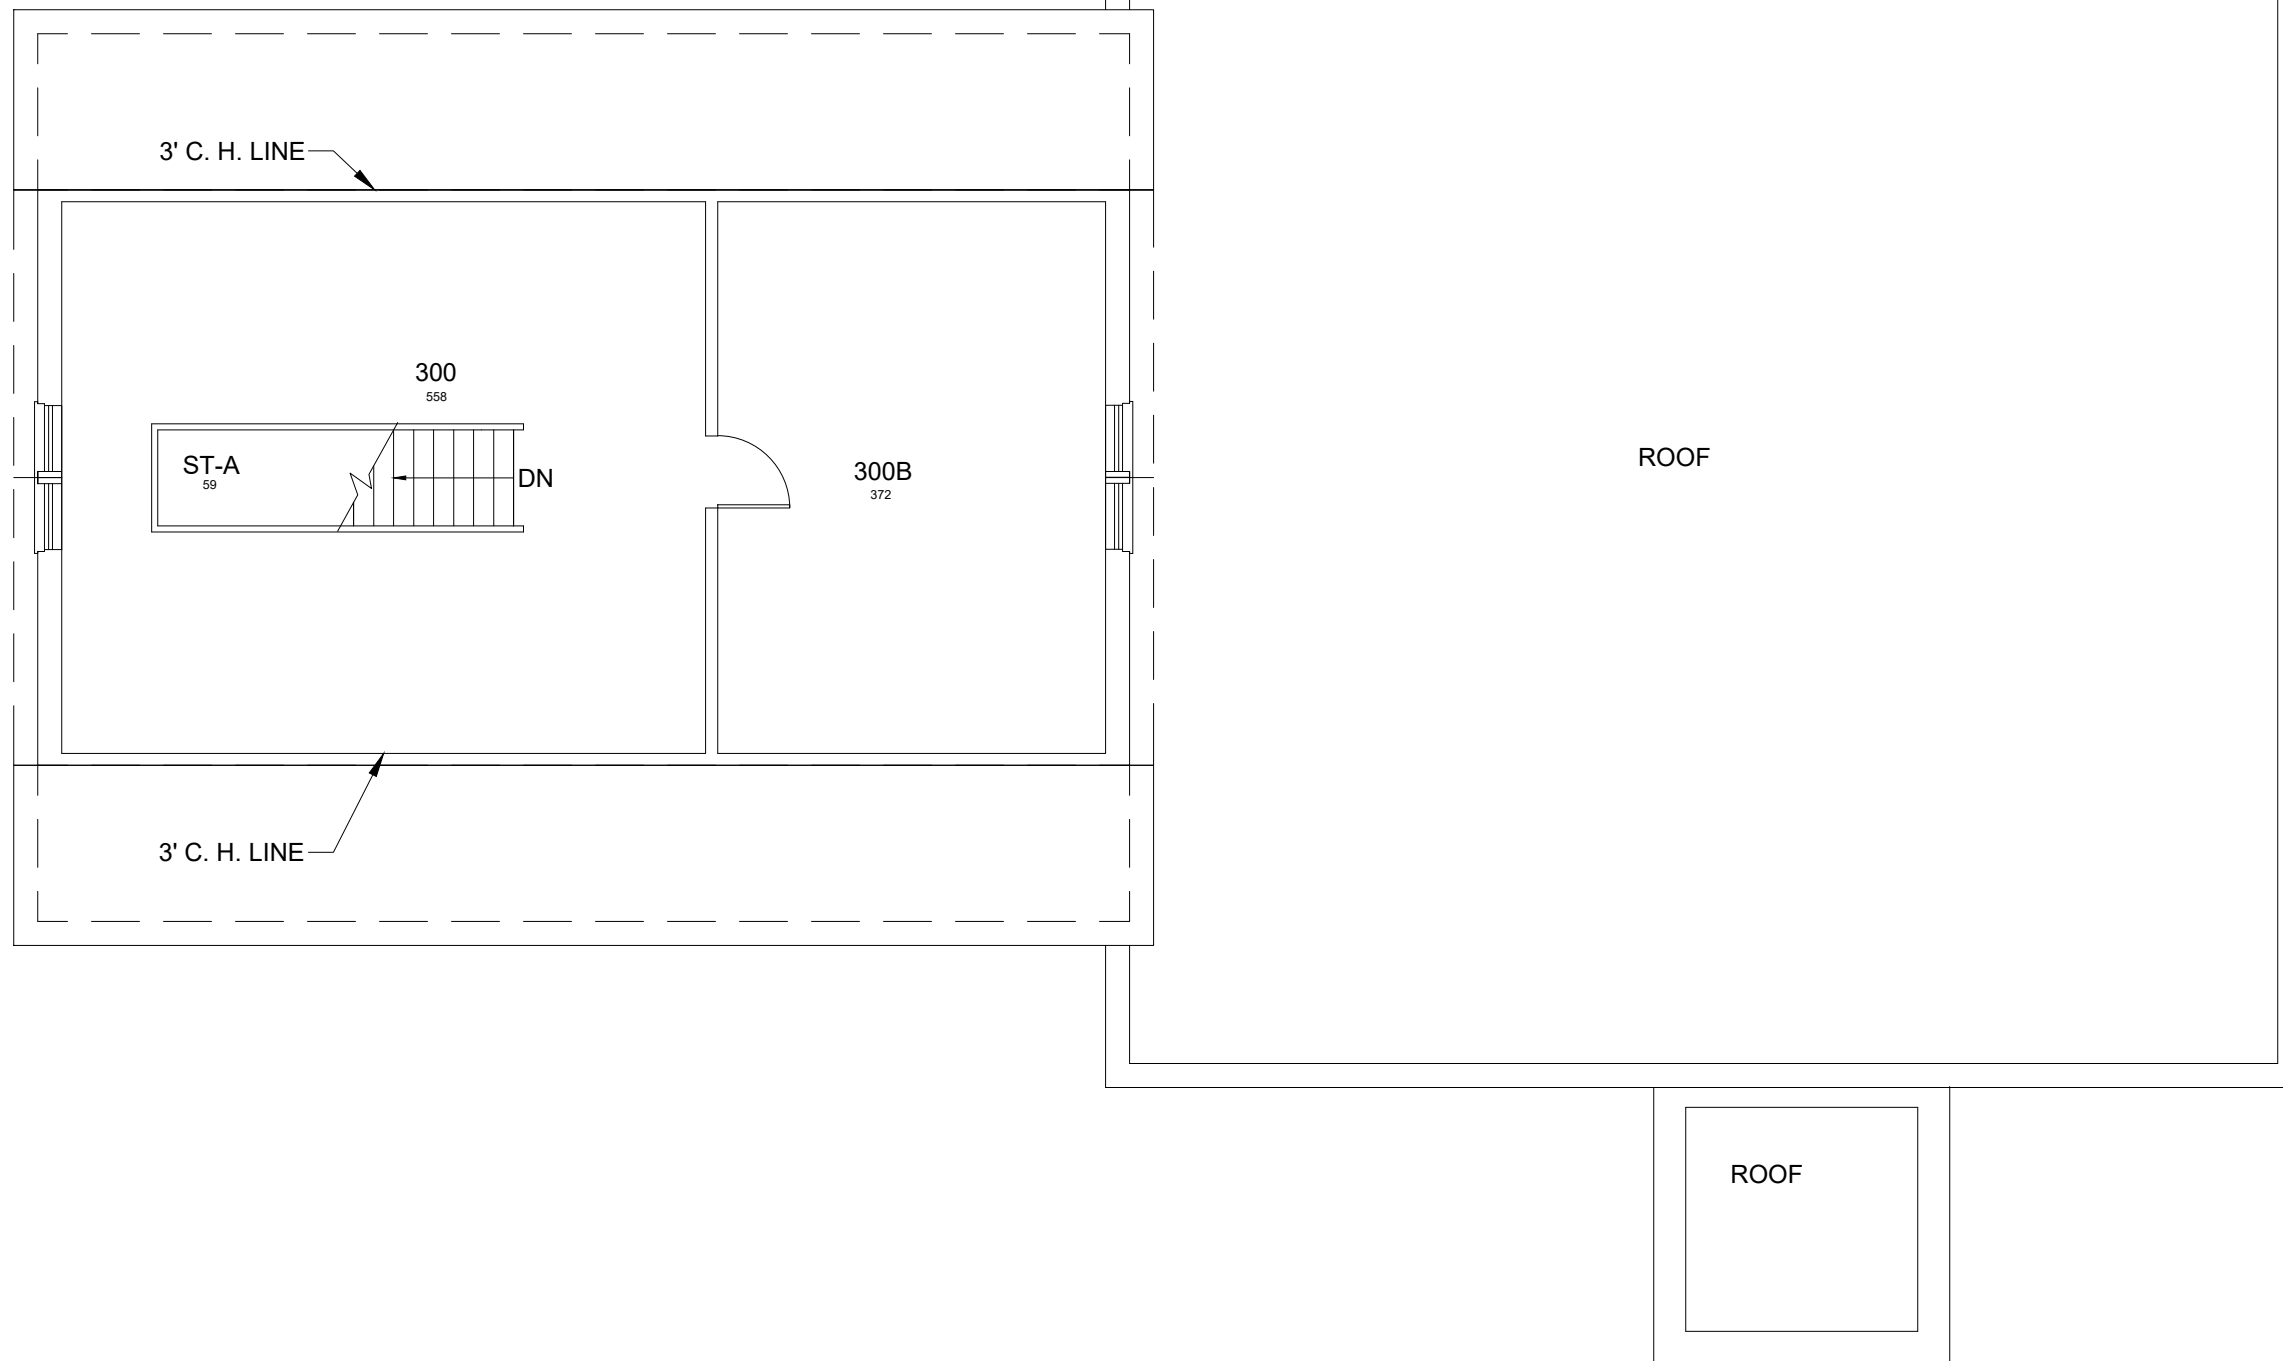 3' C. H. LINE
300
558
ST-A
59
DN
300B
372
ROOF
3' C. H. LINE
ROOF